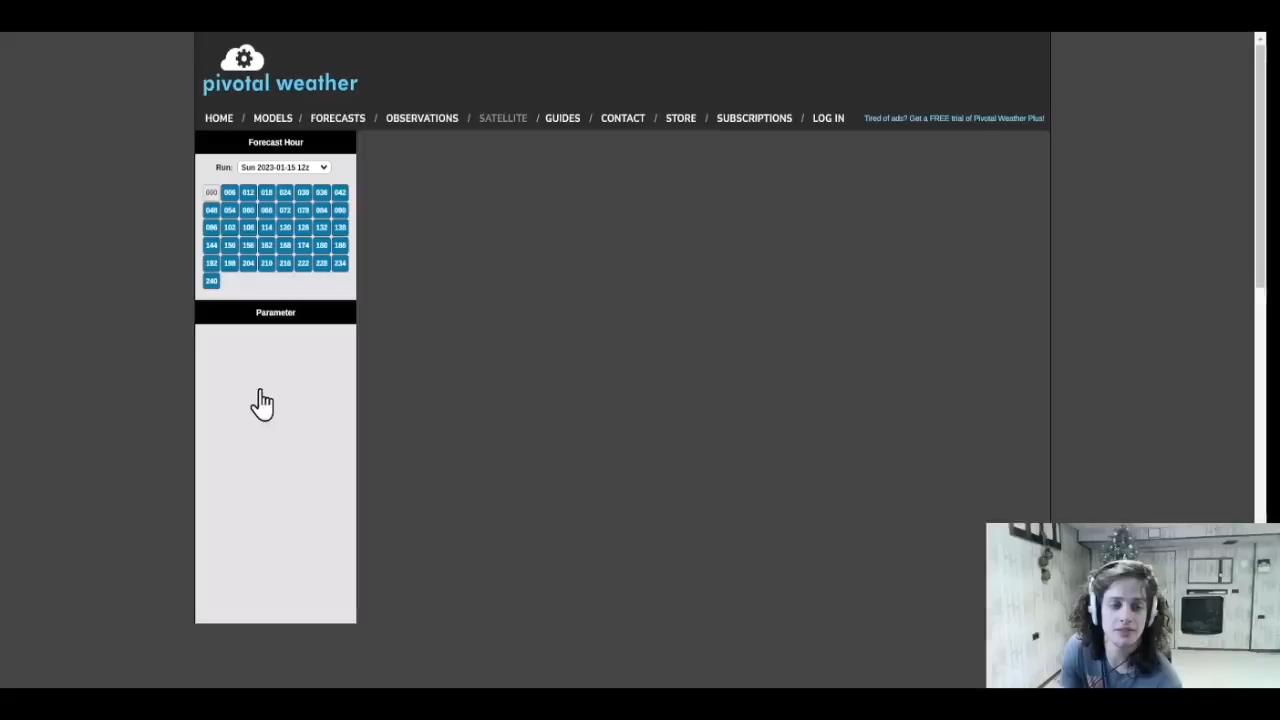 pivotal weather
HOME / MODELS / FORECASTS / OBSERVATIONS / SATELLITE / GUIDES / CONTACT / STORE / SUBSCRIPTIONS / LOG IN
Tired of ads? Get a FREE trial of Pivotal Weather Plus!
Forecast Hour
Run: Sun 2023-01-15 12z
000 006 012 018 024 030 036 042
048 054 060 066 072 078 084 090
096 102 108 114 120 126 132 138
144 150 156 162 168 174 180 186
192 198 204 210 216 222 228 234
240
Parameter